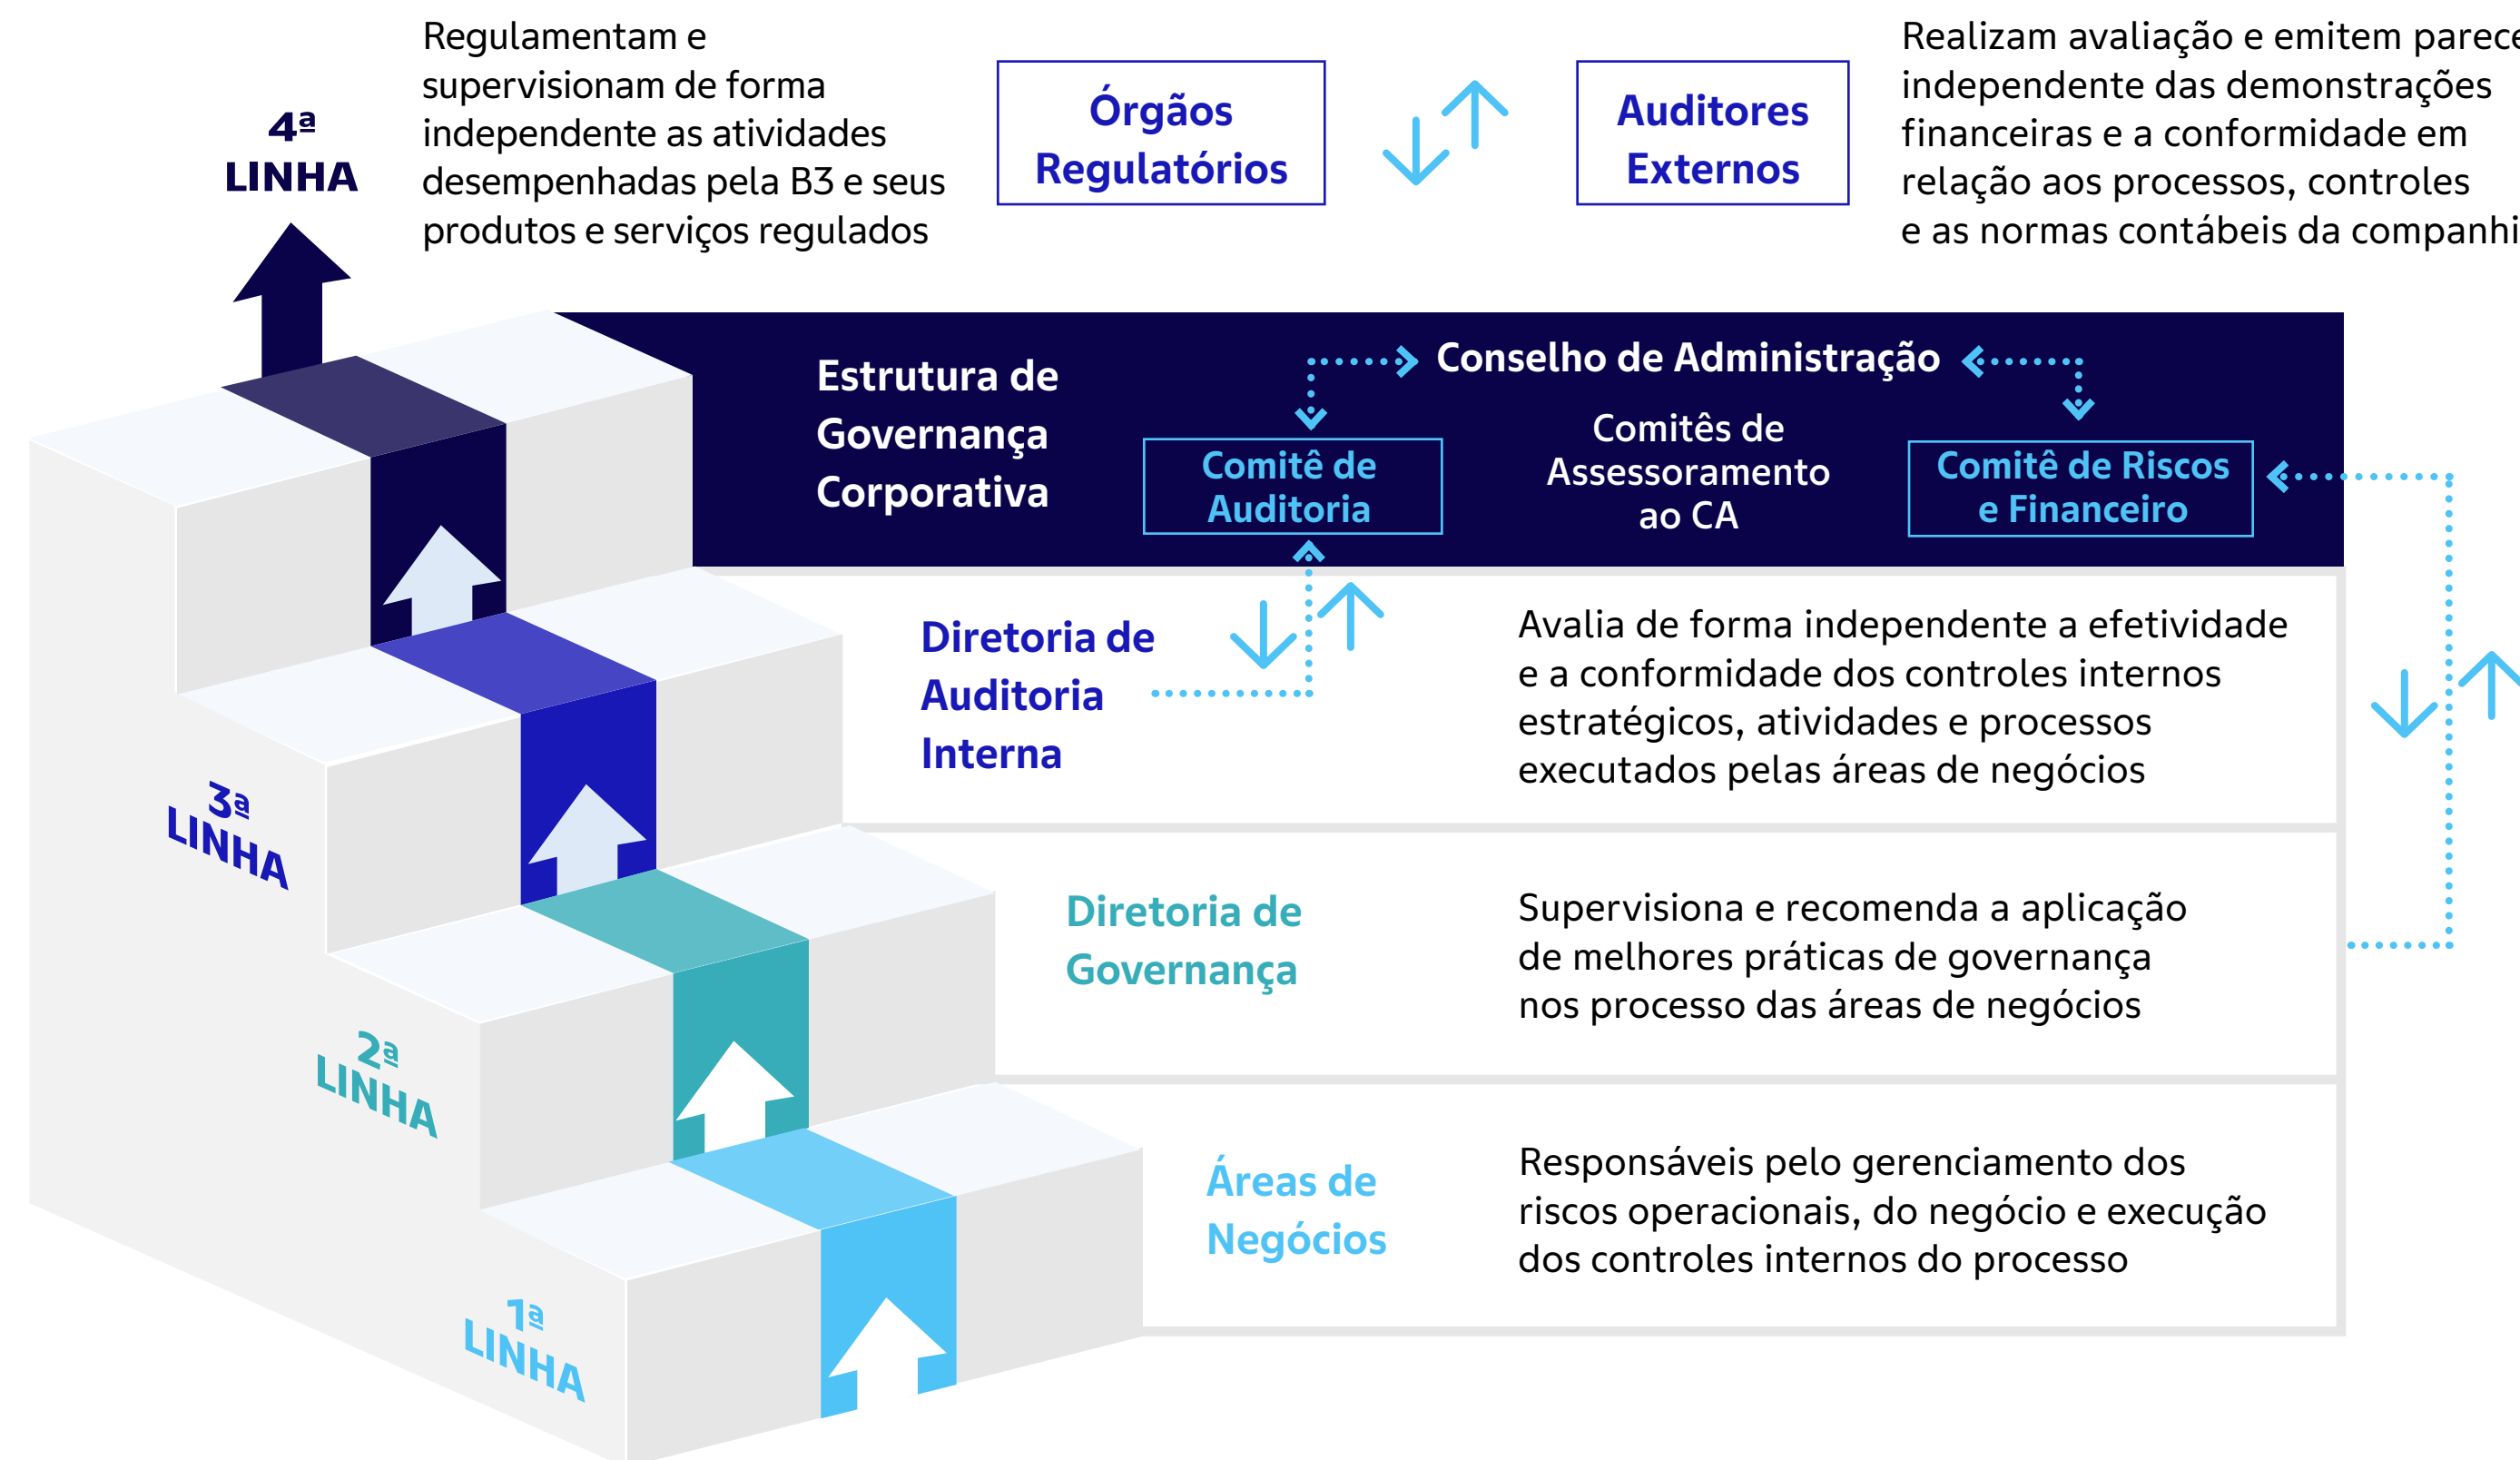 4ª
LINHA
Regulamentam e
supervisionam de forma
independente as atividades
desempenhadas pela B3 e seus
produtos e serviços regulados
Órgãos
Regulatórios
Auditores
Externos
Realizam avaliação e emitem
independente das demonstrações
financeiras e a conformidade em
relação aos processos, controles
e as normas contábeis da
Estrutura de
Governança
Corporativa
Conselho de Administração
Comitê de
Auditoria
Comitês de
Assessoramento
ao CA
Comitê de Riscos
e Financeiro
3ª
LINHA
Diretoria de
Auditoria
Interna
Avalia de forma independente a efetividade
e a conformidade dos controles internos
estratégicos, atividades e processos
executados pelas áreas de negócios
2ª
LINHA
Diretoria de
Governança
Supervisiona e recomenda a aplicação
de melhores práticas de governança
nos processo das áreas de negócios
1ª
LINHA
Áreas de
Negócios
Responsáveis pelo gerenciamento dos
riscos operacionais, do negócio e execução
dos controles internos do processo